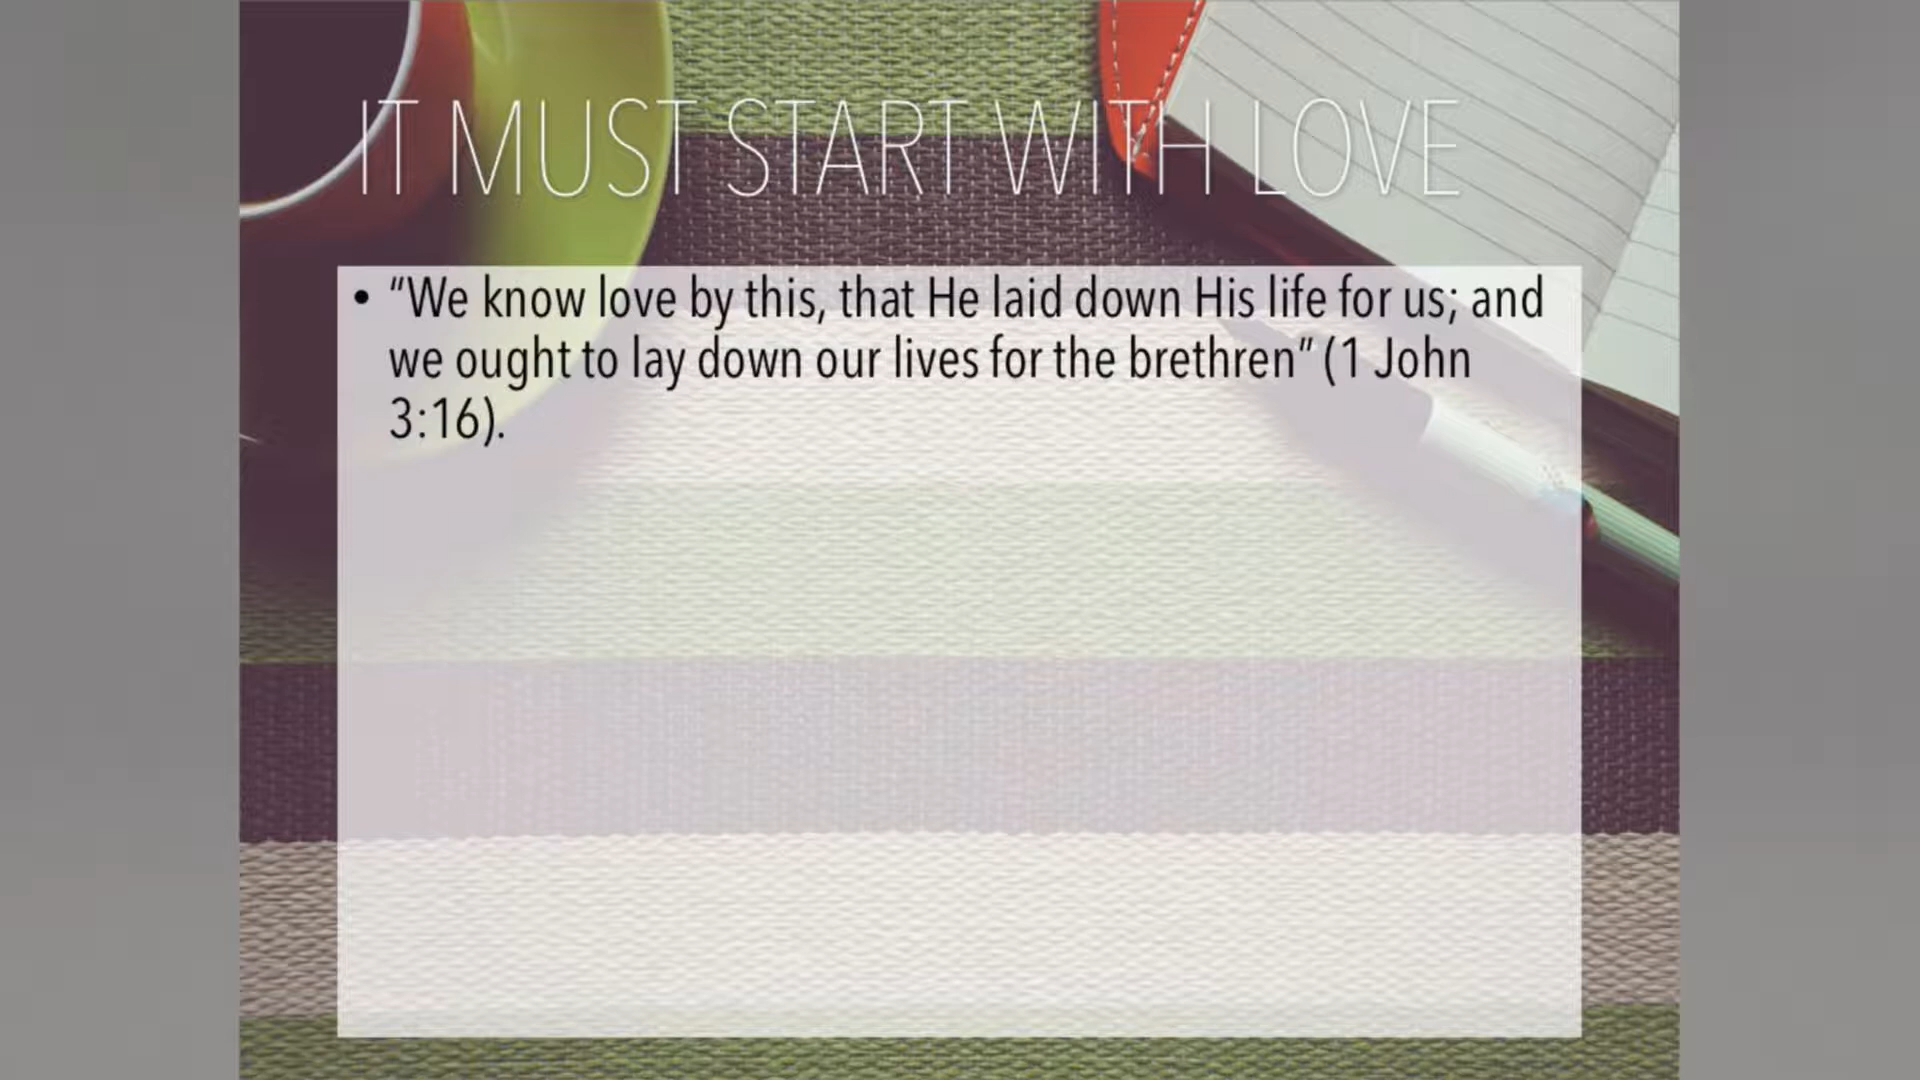 IT MUST START WITH LOVE
• “We know love by this, that He laid down His life for us; and
we ought to lay down our lives for the brethren” (1 John
3:16).